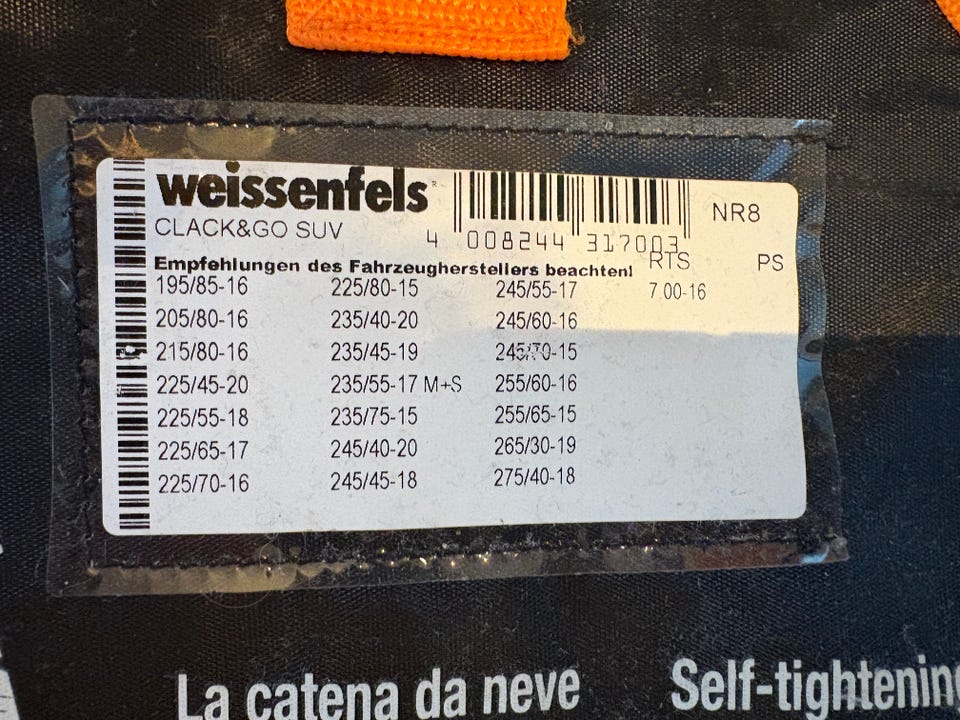 weissenfels
CLACK&GO SUV
4 008244 317003
NR8
RTS
PS
Empfehlungen des Fahrzeugherstellers beachten!
195/85-16 225/80-15 245/55-17 7.00-16
205/80-16 235/40-20 245/60-16
215/80-16 235/45-19 245/70-15
225/45-20 235/55-17 M+S 255/60-16
225/55-18 235/75-15 255/65-15
225/65-17 245/40-20 265/30-19
225/70-16 245/45-18 275/40-18
La catena da neve
Self-tightening